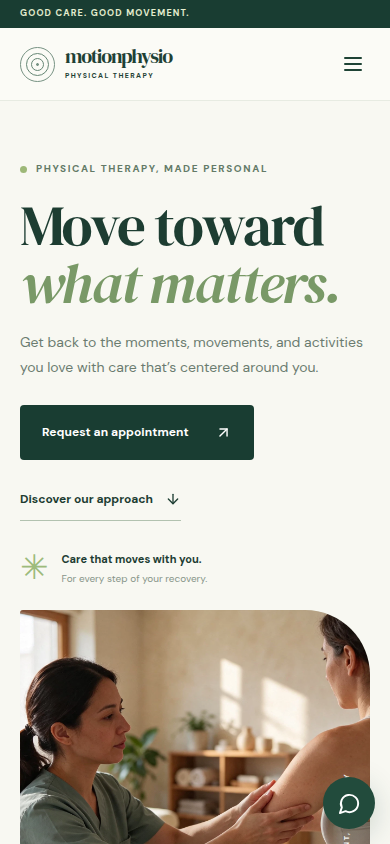 GOOD CARE. GOOD MOVEMENT.
motionphysio
PHYSICAL THERAPY
PHYSICAL THERAPY, MADE PERSONAL
Move toward
what matters.
Get back to the moments, movements, and activities
you love with care that’s centered around you.
Request an appointment
Discover our approach
Care that moves with you.
For every step of your recovery.